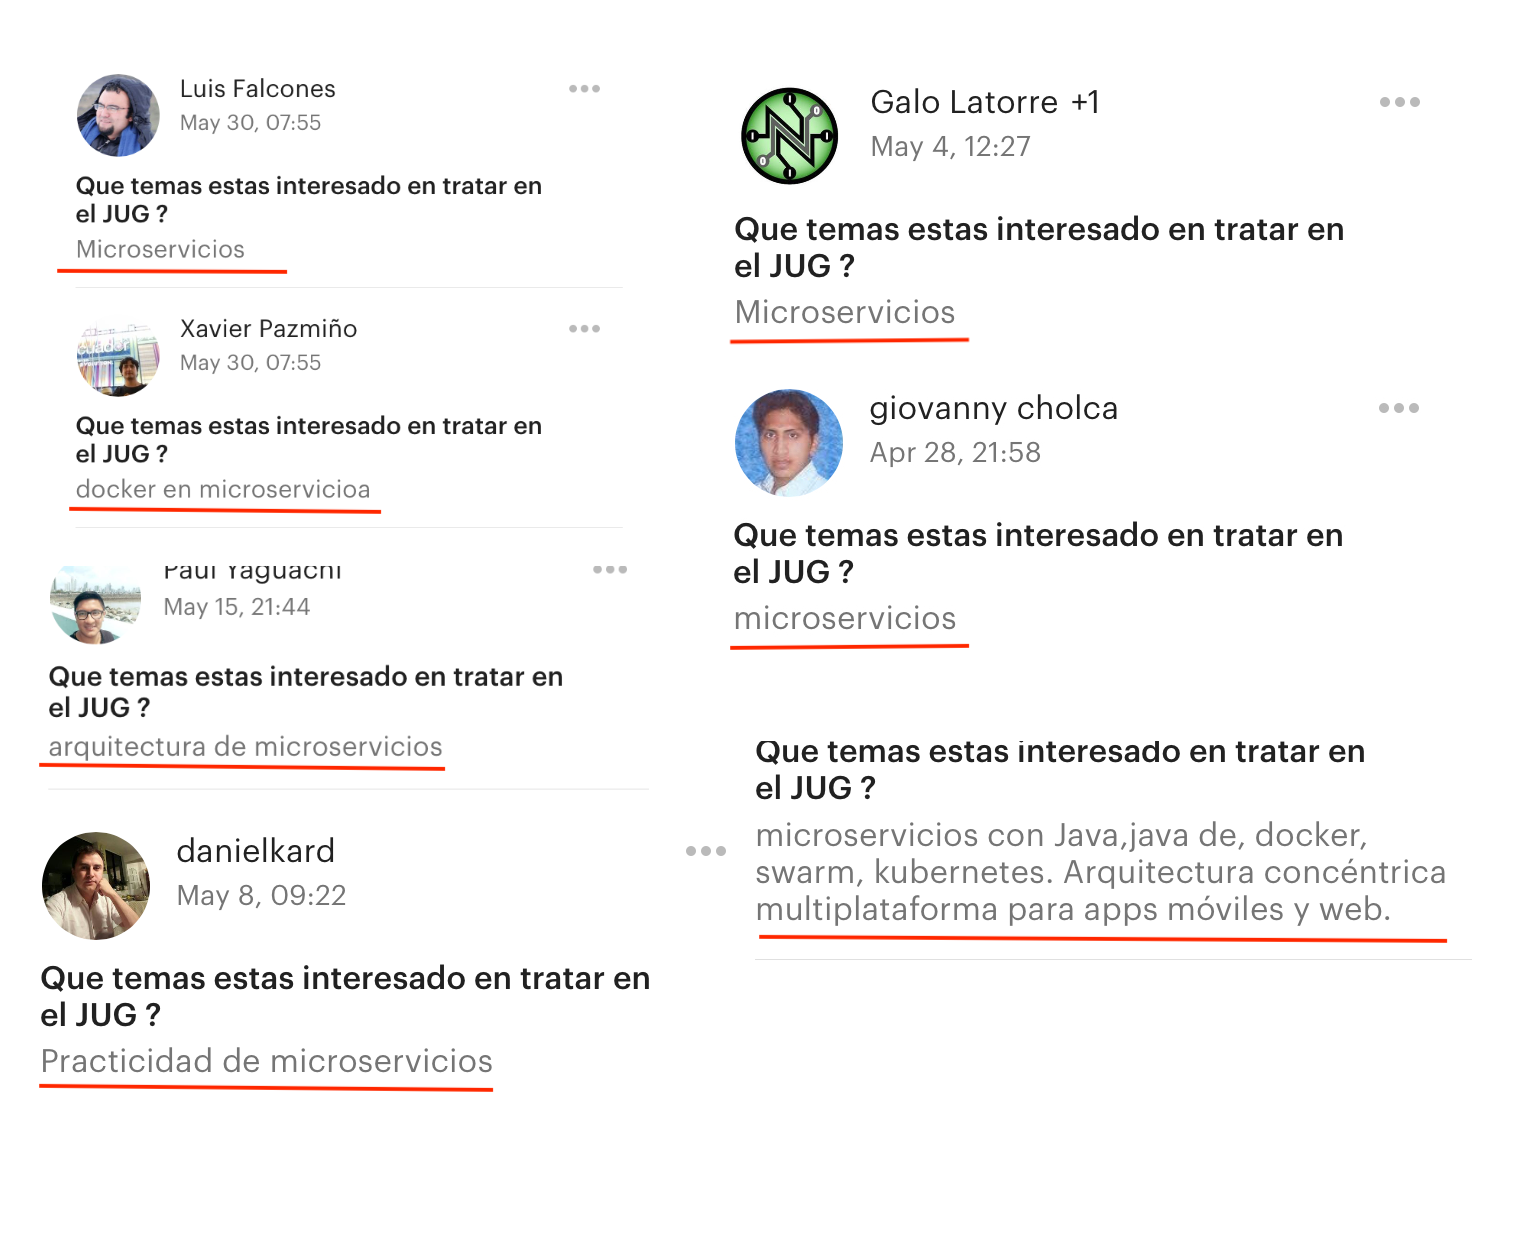 Luis Falcones
May 30, 07:55
Que temas estas interesado en tratar en
el JUG ?
Microservicios
Xavier Pazmiño
May 30, 07:55
Que temas estas interesado en tratar en
el JUG ?
docker en microservicioa
Paul Yaguachi
May 15, 21:44
Que temas estas interesado en tratar en
el JUG ?
arquitectura de microservicios
danielkard
May 8, 09:22
Que temas estas interesado en tratar en
el JUG ?
Practicidad de microservicios
Galo Latorre +1
May 4, 12:27
Que temas estas interesado en tratar en
el JUG ?
Microservicios
giovanny cholca
Apr 28, 21:58
Que temas estas interesado en tratar en
el JUG ?
microservicios
Que temas estas interesado en tratar en
el JUG ?
microservicios con Java,java de, docker,
swarm, kubernetes. Arquitectura concéntrica
multiplataforma para apps móviles y web.